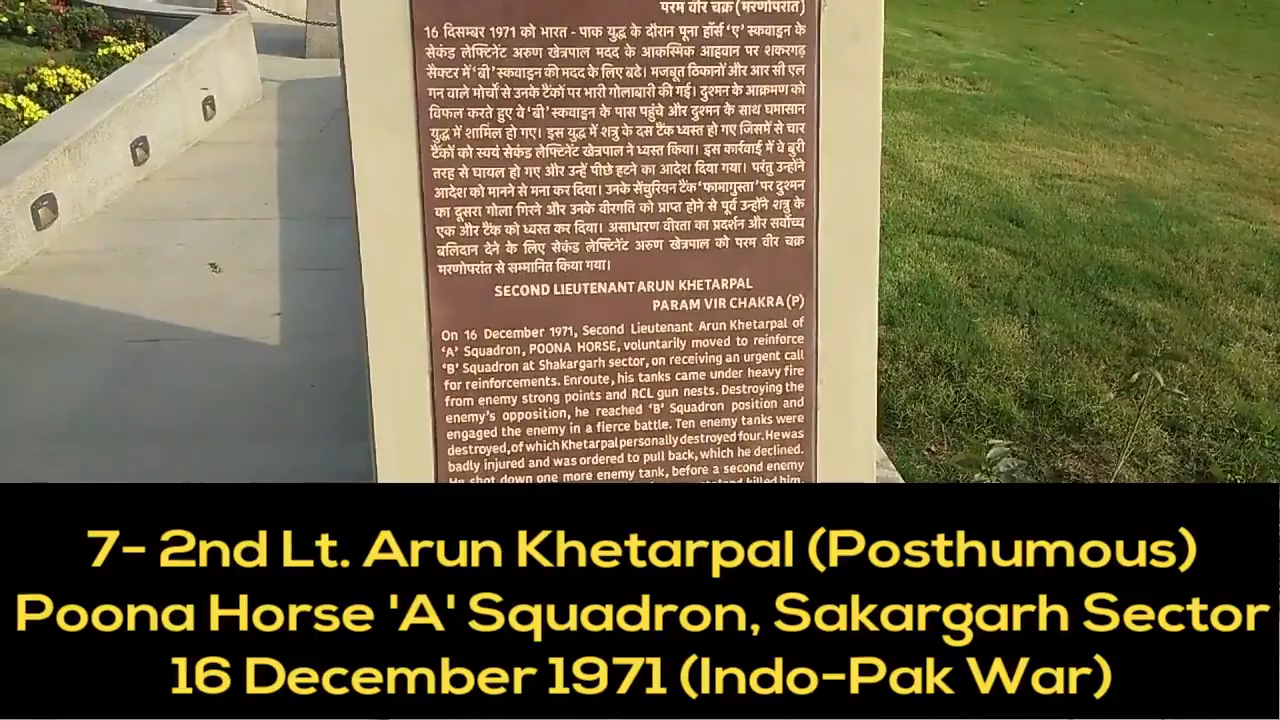 परम वीर चक्र (मरणोपरांत)
16 दिसम्बर 1971 को भारत - पाक युद्ध के दौरान पूना हॉर्स 'ए' स्कवाड्रन के
सेकंड लेफ्टिनेंट अरुण खेत्रपाल मदद के आकस्मिक आहवान पर शकरगढ़
सैक्टर में 'बी' स्कवाड्रन की मदद के लिए बढे। मजबूत ठिकानों और आर सी एल
गन वाले मोर्चों से उनके टैंकों पर भारी गोलाबारी की गई। दुश्मन के आक्रमण को
विफल करते हुए वे 'बी' स्कवाड्रन के पास पहुंचे और दुश्मन के साथ घमासान
युद्ध में शामिल हो गए। इस युद्ध में शत्रु के दस टैंक ध्वस्त हो गए जिसमें से चार
टैंकों को स्वयं सेकंड लेफ्टिनेंट खेत्रपाल ने ध्वस्त किया। इस कार्रवाई में वे बुरी
तरह से घायल हो गए और उन्हें पीछे हटने का आदेश दिया गया। परंतु उन्होंने
आदेश को मानने से मना कर दिया। उनके सेंचुरियन टैंक 'फामागुस्ता' पर दुश्मन
का दूसरा गोला गिरने और उनके वीरगति को प्राप्त होने से पूर्व उन्होंने शत्रु के
एक और टैंक को ध्वस्त कर दिया। असाधारण वीरता का प्रदर्शन और सर्वोच्च
बलिदान देने के लिए सेकंड लेफ्टिनेंट अरुण खेत्रपाल को परम वीर चक्र
मरणोपरांत से सम्मानित किया गया।
SECOND LIEUTENANT ARUN KHETARPAL
PARAM VIR CHAKRA (P)
On 16 December 1971, Second Lieutenant Arun Khetarpal of
'A' Squadron, POONA HORSE, voluntarily moved to reinforce
'B' Squadron at Shakargarh sector, on receiving an urgent call
for reinforcements. Enroute, his tanks came under heavy fire
from enemy strong points and RCL gun nests. Destroying the
enemy's opposition, he reached 'B' Squadron position and
engaged the enemy in a fierce battle. Ten enemy tanks were
destroyed, of which Khetarpal personally destroyed four. He was
badly injured and was ordered to pull back, which he declined.
He shot down one more enemy tank, before a second enemy
and killed him.
7- 2nd Lt. Arun Khetarpal (Posthumous)
Poona Horse 'A' Squadron, Sakargarh Sector
16 December 1971 (Indo-Pak War)